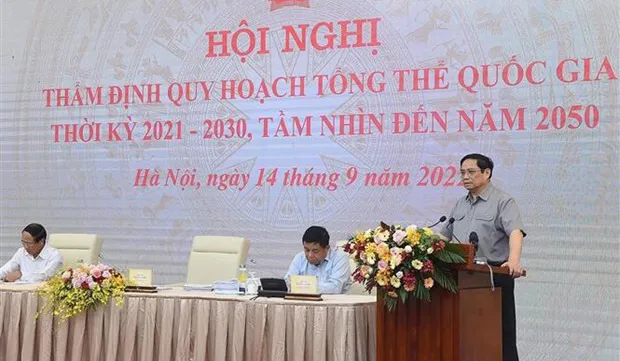 HỘI NGHỊ
THẨM ĐỊNH QUY HOẠCH TỔNG THỂ QUỐC GIA
THỜI KỲ 2021 - 2030, TẦM NHÌN ĐẾN NĂM 2050
Hà Nội, ngày 14 tháng 9 năm 2022